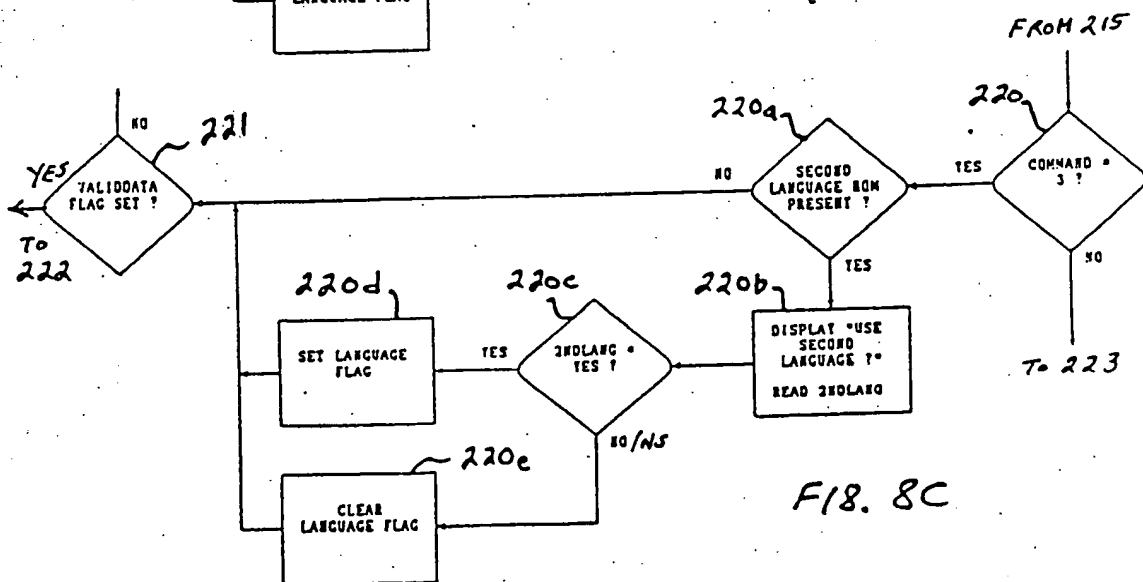 LANGUAGE FLAG
FROM 215
220
COMMAND =
3 ?
YES
NO
To 223
220a
SECOND
LANGUAGE ROM
PRESENT ?
NO
YES
220b
DISPLAY "USE
SECOND
LANGUAGE ?"
READ 2NDLANG
220c
2NDLANG =
YES ?
YES
NO/NS
220d
SET LANGUAGE
FLAG
220e
CLEAR
LANGUAGE FLAG
221
NO
VALIDDATA
FLAG SET ?
YES
To
222
FIG. 8C